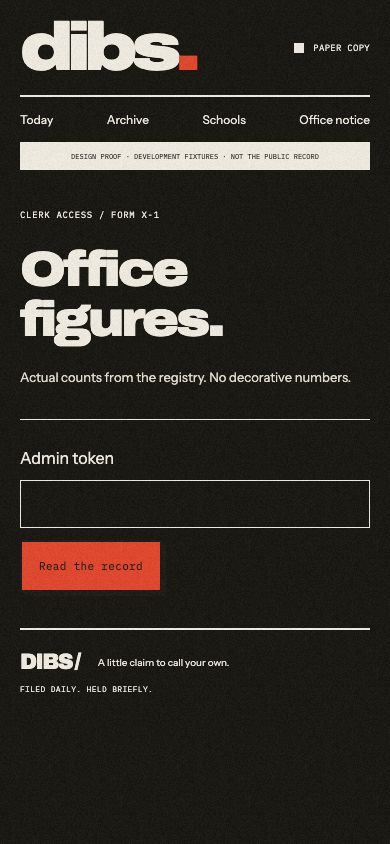 dibs.
PAPER COPY
Today Archive Schools Office notice
DESIGN PROOF · DEVELOPMENT FIXTURES · NOT THE PUBLIC RECORD
CLERK ACCESS / FORM X-1
Office
figures.
Actual counts from the registry. No decorative numbers.
Admin token
Read the record
DIBS/ A little claim to call your own.
FILED DAILY. HELD BRIEFLY.